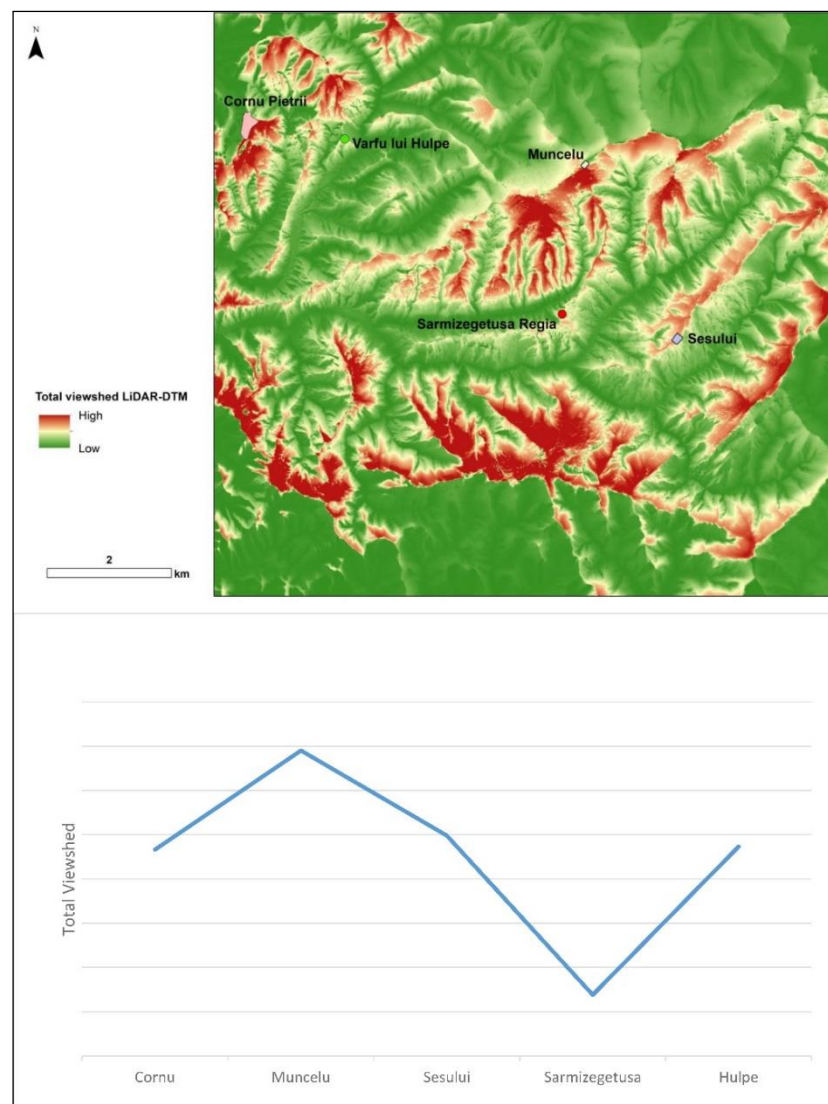 N
Cornu Pietrii
Varfu lui Hulpe
Muncelu
Sarmizegetusa Regia
Sesului
Total viewshed LiDAR-DTM
High
Low
2
km
Total Viewshed
Cornu
Muncelu
Sesului
Sarmizegetusa
Hulpe